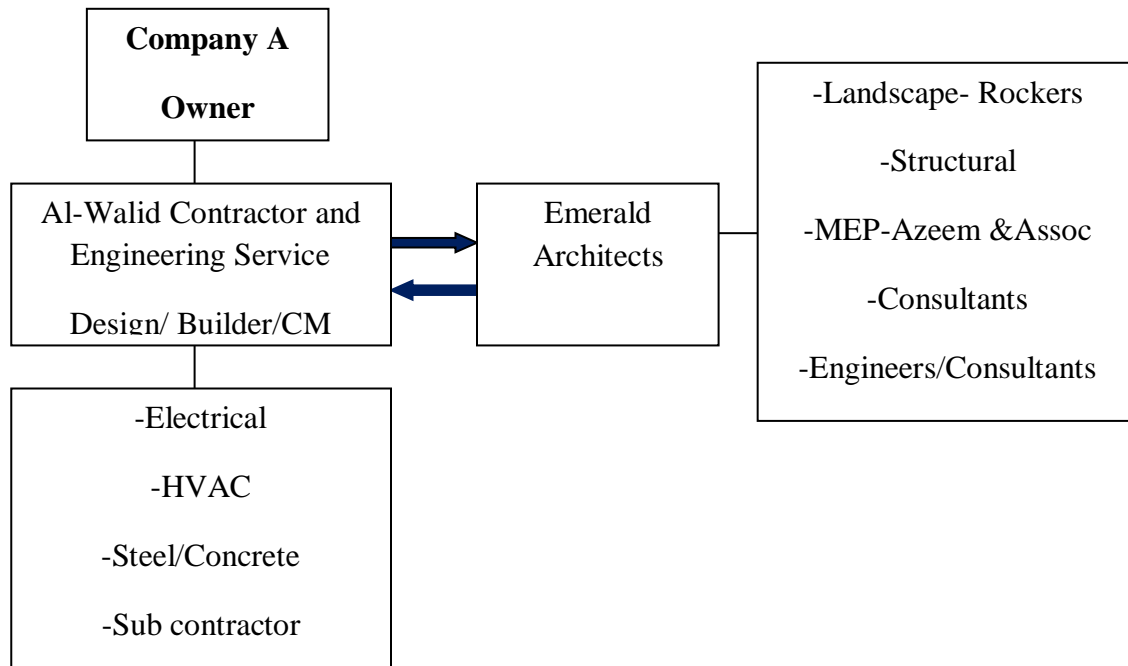 Company A
Owner
Al-Walid Contractor and
Engineering Service
Design/ Builder/CM
Emerald
Architects
-Landscape- Rockers
-Structural
-MEP-Azeem &Assoc
-Consultants
-Engineers/Consultants
-Electrical
-HVAC
-Steel/Concrete
-Sub contractor